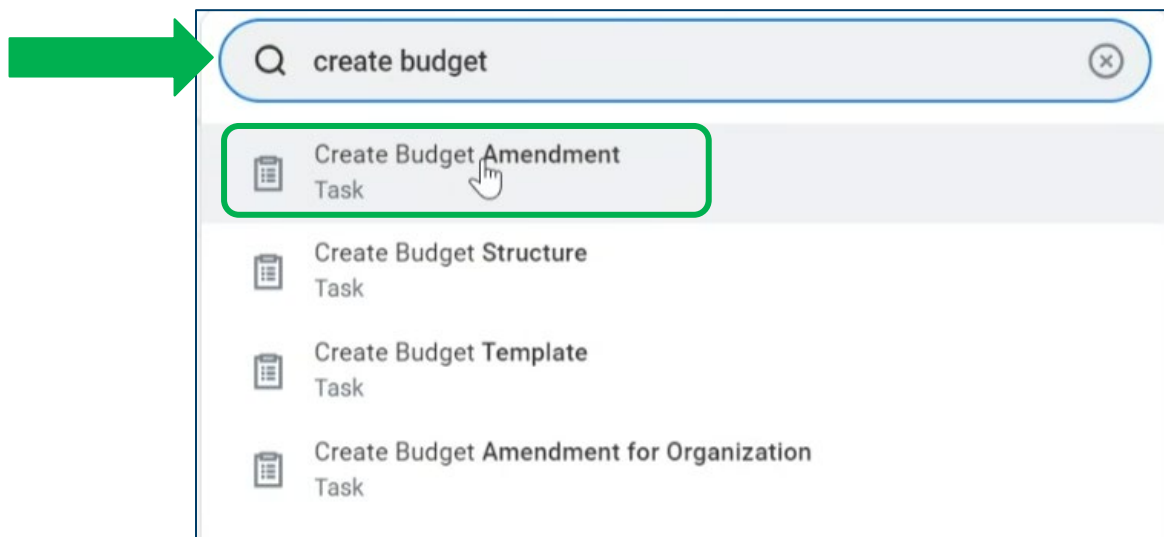 create budget
Create Budget Amendment
Task
Create Budget Structure
Task
Create Budget Template
Task
Create Budget Amendment for Organization
Task